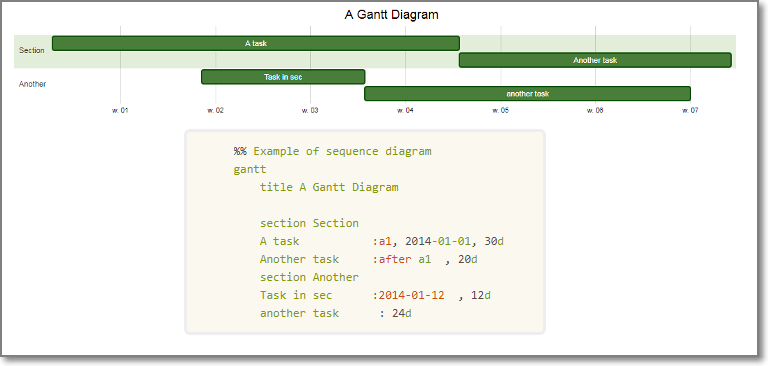 A Gantt Diagram
Section
A task
Another task
Another
Task in sec
another task
w. 01 w. 02 w. 03 w. 04 w. 05 w. 06 w. 07
%% Example of sequence diagram
gantt
title A Gantt Diagram
section Section
A task :a1, 2014-01-01, 30d
Another task :after a1 , 20d
section Another
Task in sec :2014-01-12 , 12d
another task : 24d